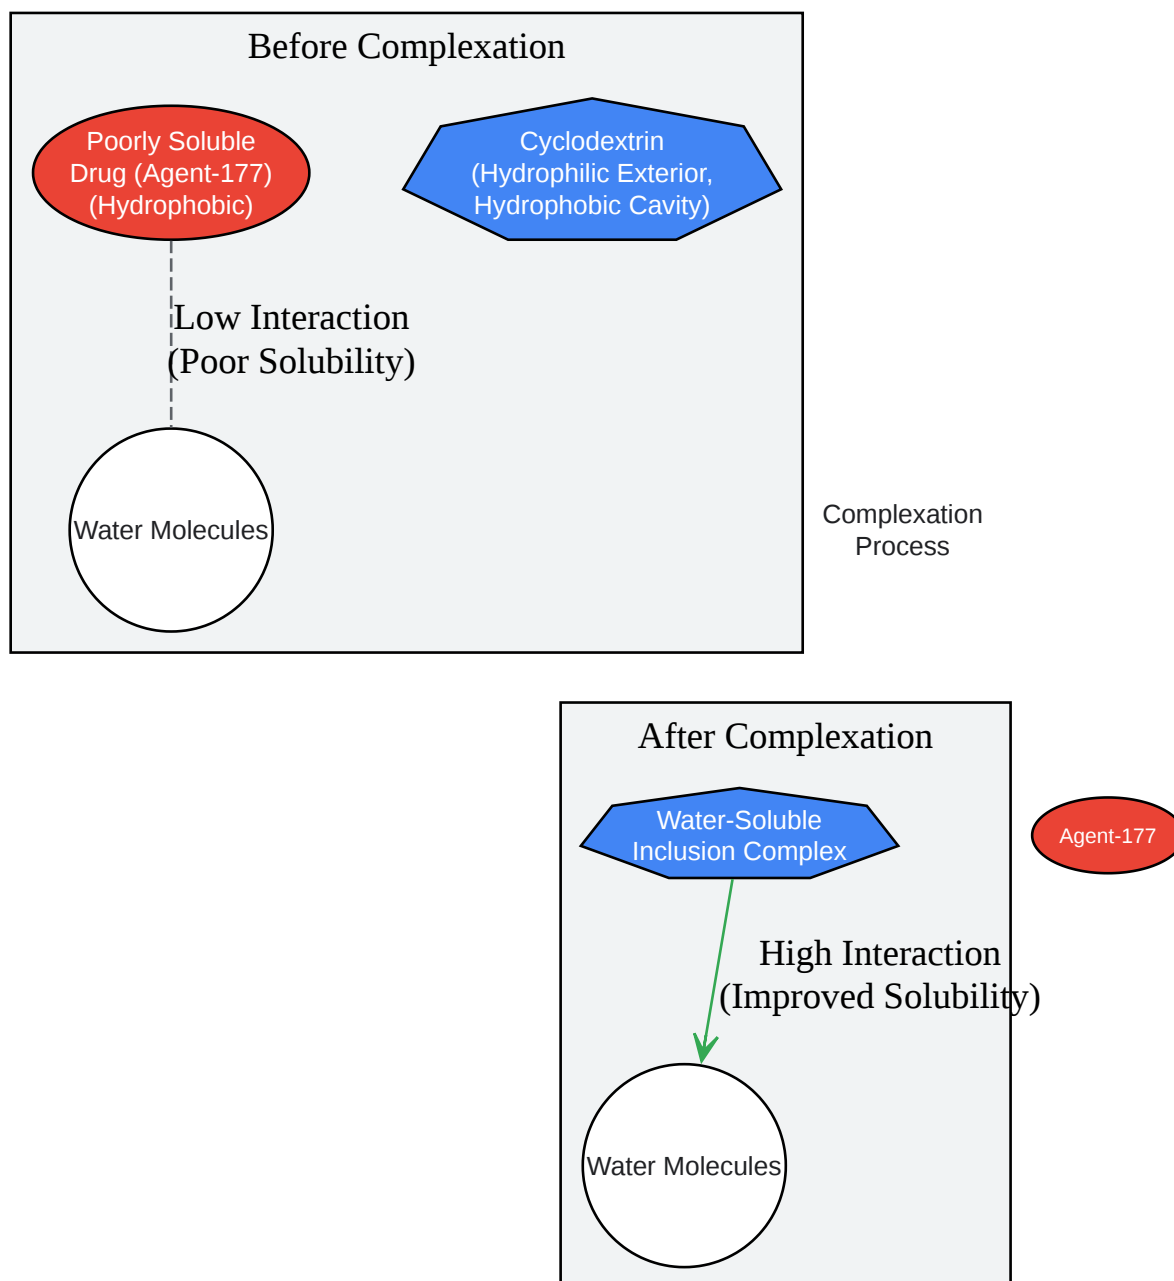 Before Complexation
Poorly Soluble
Drug (Agent-177)
(Hydrophobic)
Cyclodextrin
(Hydrophilic Exterior,
Hydrophobic Cavity)
Low Interaction
(Poor Solubility)
Water Molecules
Complexation
Process
After Complexation
Water-Soluble
Inclusion Complex
Agent-177
High Interaction
(Improved Solubility)
Water Molecules